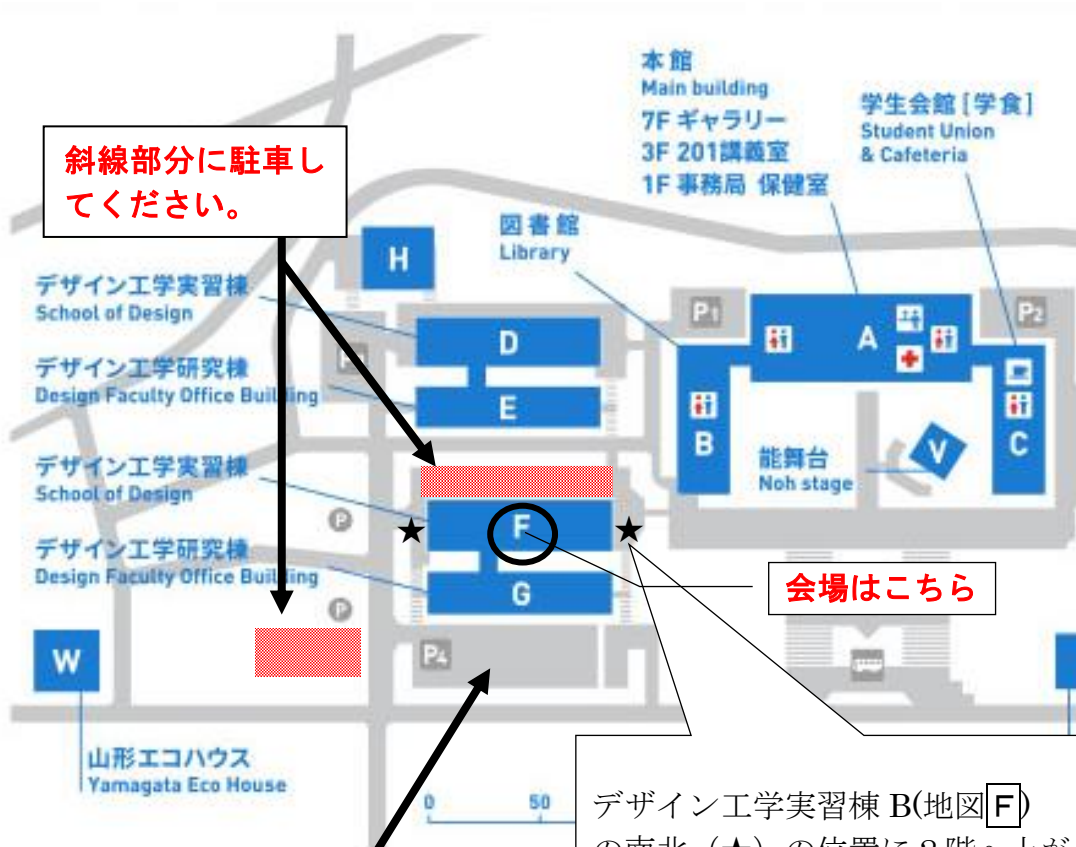 本館
Main building
7F ギャラリー
3F 201講義室
1F 事務局 保健室
学生会館 [学食]
Student Union
& Cafeteria
斜線部分に駐車し
てください。
図書館
Library
H
デザイン工学実習棟
School of Design
P1
P2
D
A
デザイン工学研究棟
Design Faculty Office Building
E
B
C
V
能舞台
Noh stage
デザイン工学実習棟
School of Design
P
★
F
★
デザイン工学研究棟
Design Faculty Office Building
G
会場はこちら
P
W
P4
山形エコハウス
Yamagata Eco House
0 50
デザイン工学実習棟 B(地図F)